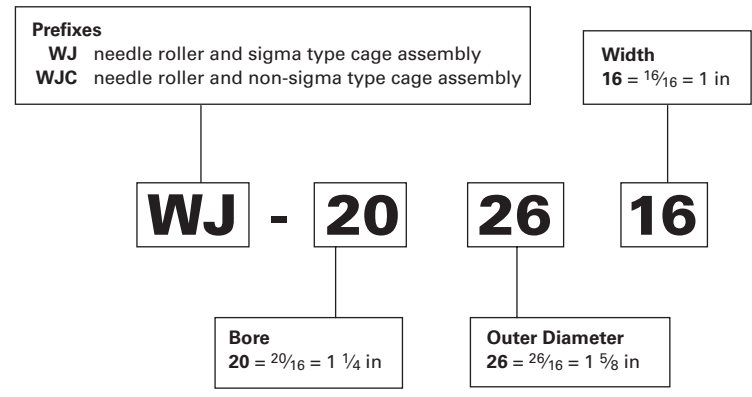 Prefixes
WJ needle roller and sigma type cage assembly
WJC needle roller and non-sigma type cage assembly
Width
16 = 16/16 = 1 in
WJ - 20 26 16
Bore
20 = 20/16 = 1 1/4 in
Outer Diameter
26 = 26/16 = 1 5/8 in